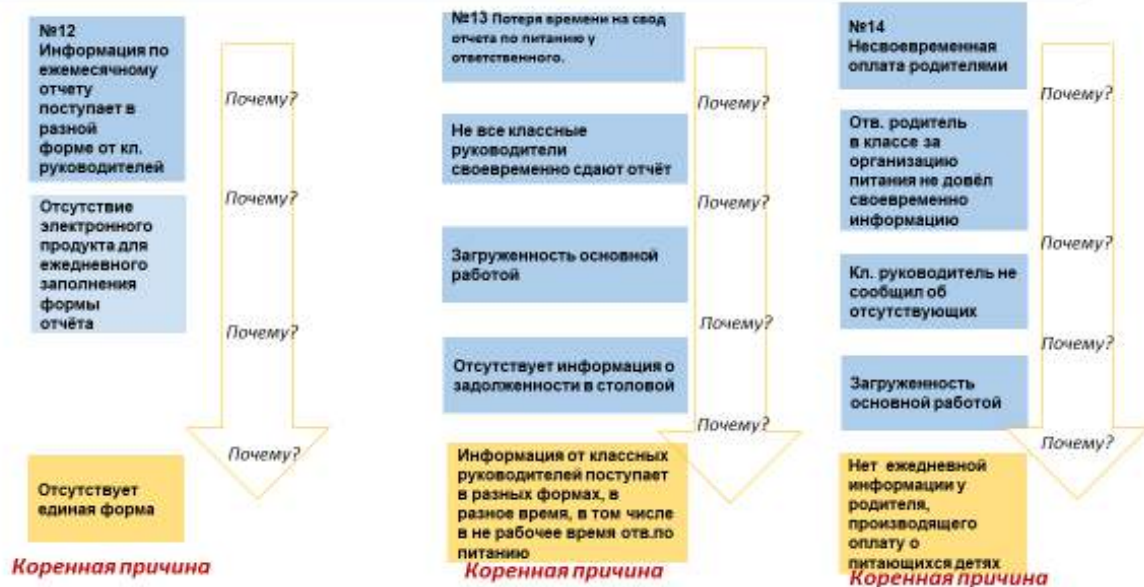 №12
Информация по
ежемесячному
отчету
поступает в
разной
форме от кл.
руководителей
Почему?
Отсутствие
электронного
продукта для
ежедневного
заполнения
формы
отчёта
Почему?
Почему?
Почему?
Отсутствует
единая форма
Коренная причина
№13 Потеря времени на свод
отчета по питанию у
ответственного.
Почему?
Не все классные
руководители
своевременно сдают отчёт
Почему?
Загруженность основной
работой
Почему?
Отсутствует информация о
задолженности в столовой
Почему?
Информация от классных
руководителей поступает
в разных формах, в
разное время, в том числе
в не рабочее время отв.по
питанию
Коренная причина
№14
Несвоевременная
оплата родителями
Почему?
Отв. родитель
в классе за
организацию
питания не довёл
своевременно
информацию
Почему?
Кл. руководитель не
сообщил об
отсутствующих
Почему?
Загруженность
основной работой
Почему?
Нет ежедневной
информации у
родителя,
производящего
оплату о
питающихся детях
Коренная причина